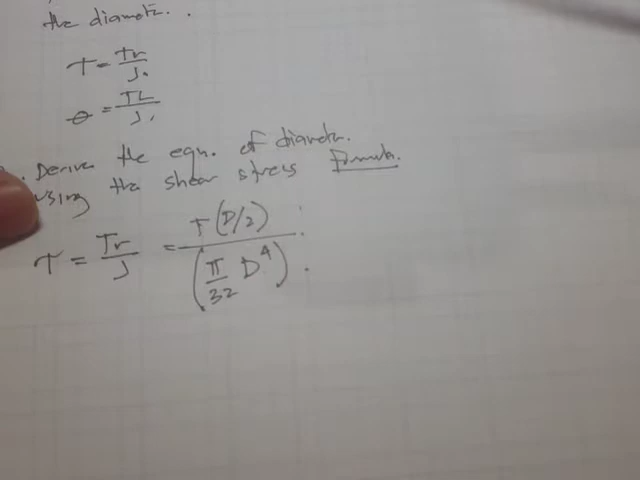 the diameter.
τ = Tr/J.
θ = TL/J.
. Derive the eqn. of diameter.
using the shear stress formula.
τ = Tr/J = T(D/2)/(π/32 D⁴).